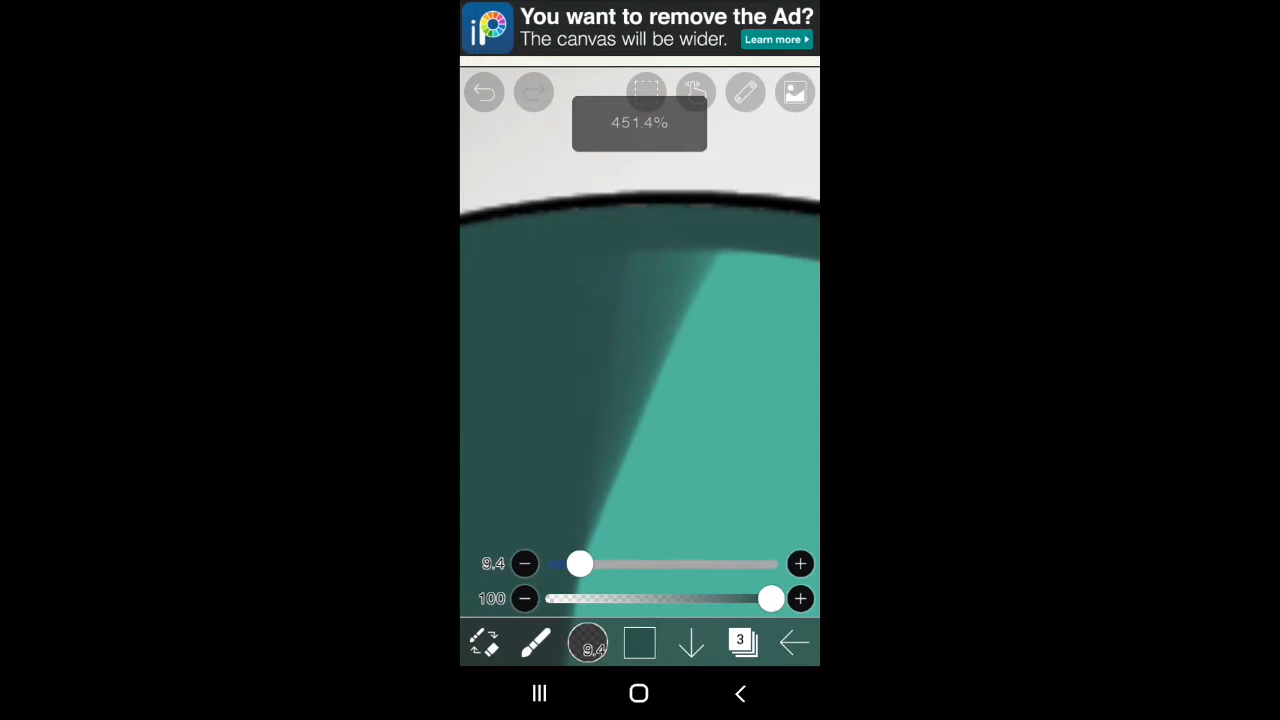 iP
You want to remove the Ad?
The canvas will be wider.
Learn more
451.4%
9.4
100
9.4
3